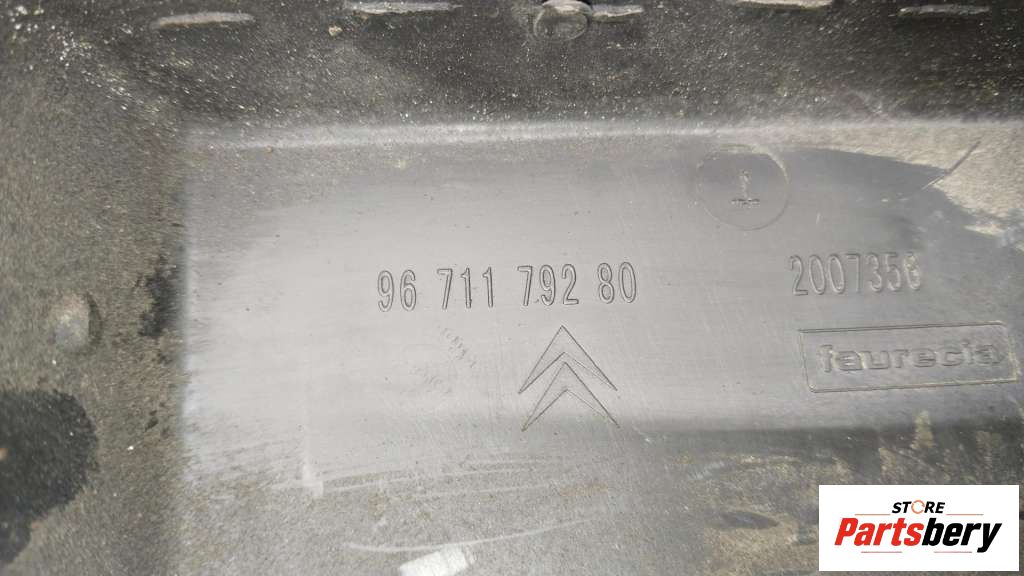 96 711 792 80
2007356
faurecia
STORE
Partsbery